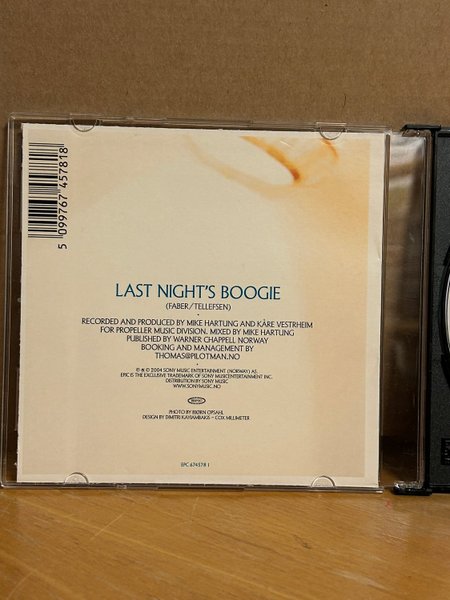 5 099767 457818
LAST NIGHT'S BOOGIE
(FABER/TELLEFSEN)
RECORDED AND PRODUCED BY MIKE HARTUNG AND KÅRE VESTRHEIM
FOR PROPELLER MUSIC DIVISION. MIXED BY MIKE HARTUNG
PUBLISHED BY WARNER CHAPPELL NORWAY
BOOKING AND MANAGEMENT BY
THOMAS@PILOTMAN.NO
℗ & © 2004 SONY MUSIC ENTERTAINMENT (NORWAY) AS.
EPIC IS THE EXCLUSIVE TRADEMARK OF SONY MUSICENTERTAINMENT INC.
DISTRIBUTION BY SONY MUSIC
WWW.SONYMUSIC.NO
epic
PHOTO BY BJØRN OPSAHL
DESIGN BY DIMITRI KAYIAMBAKIS – COX MILLIMETER
EPC 674578 1